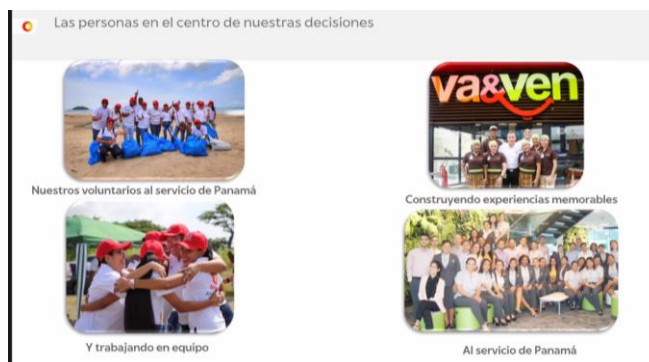 Las personas en el centro de nuestras decisiones
va&ven
Nuestros voluntarios al servicio de Panamá
Construyendo experiencias memorables
Y trabajando en equipo
Al servicio de Panamá